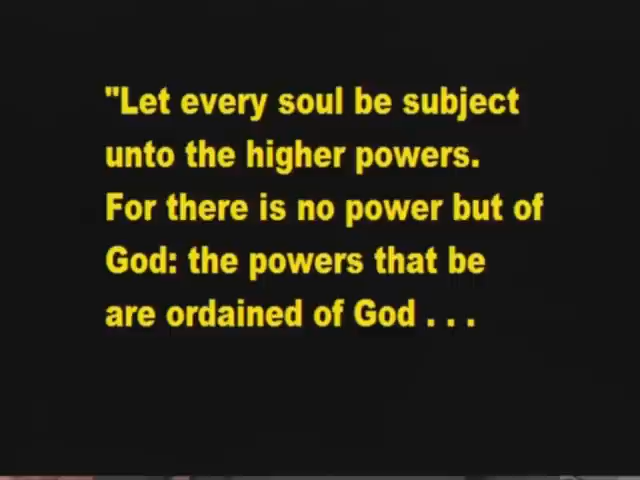 "Let every soul be subject
unto the higher powers.
For there is no power but of
God: the powers that be
are ordained of God . . .